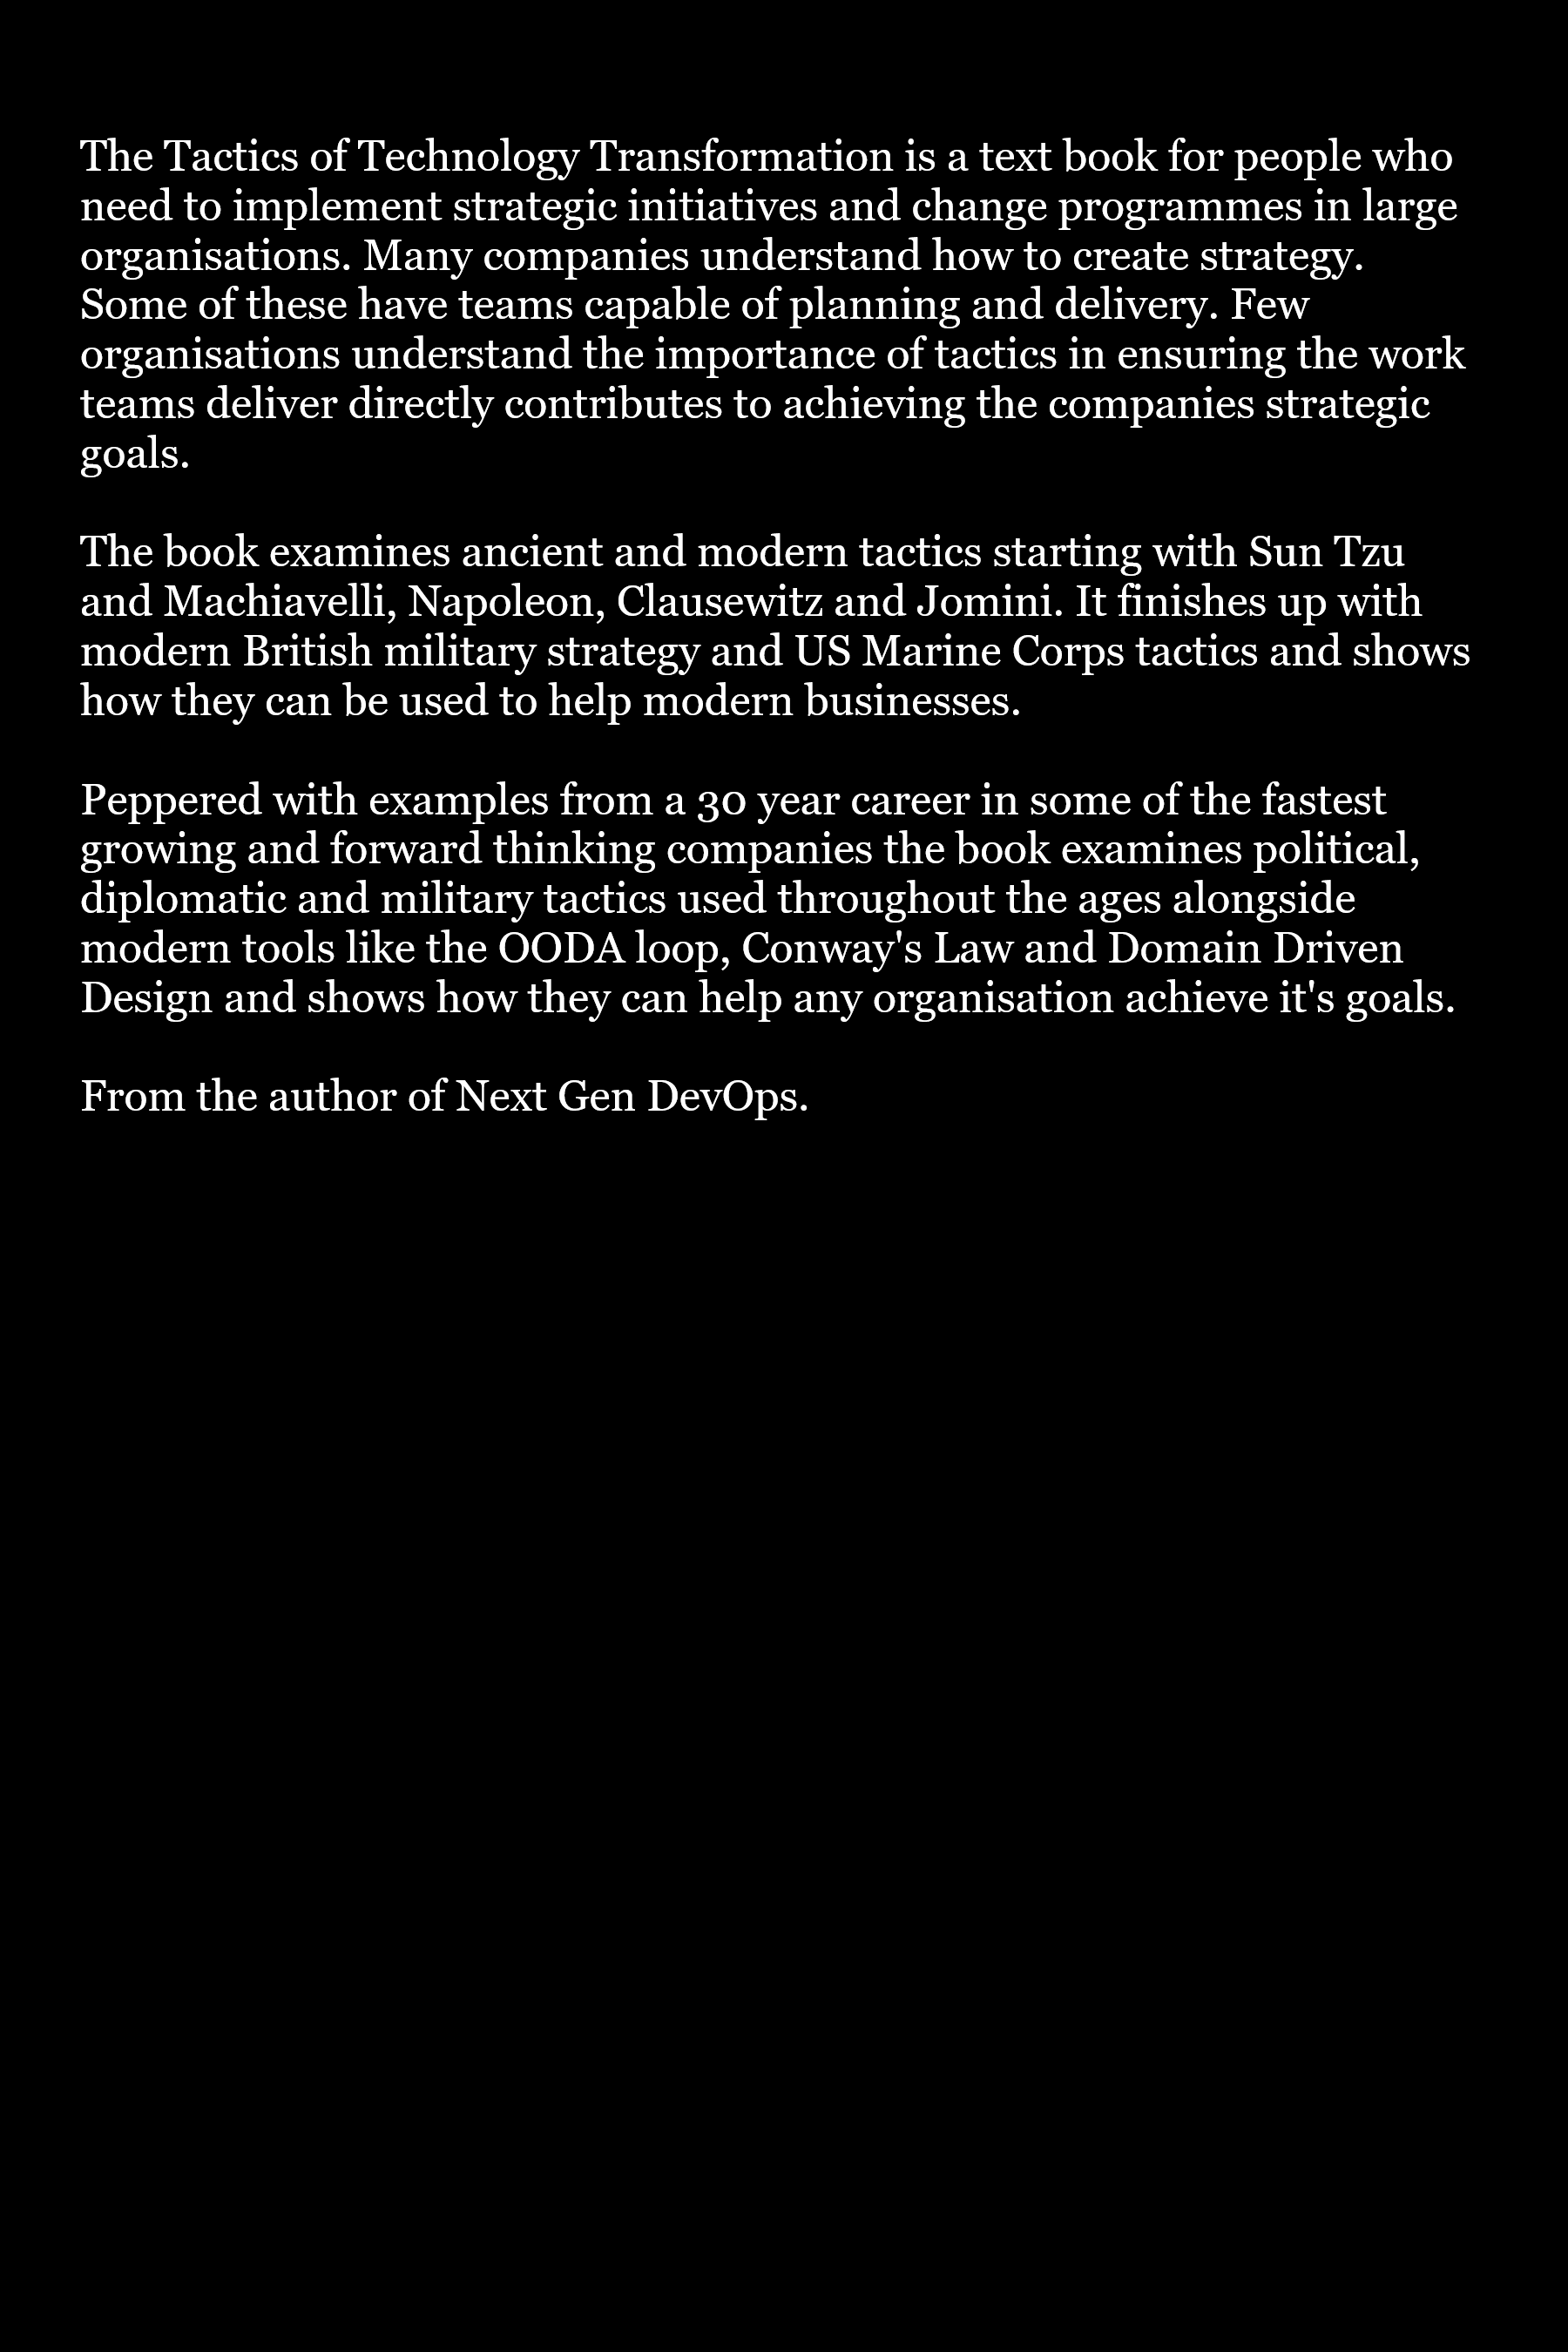 The Tactics of Technology Transformation is a text book for people who
need to implement strategic initiatives and change programmes in large
organisations. Many companies understand how to create strategy.
Some of these have teams capable of planning and delivery. Few
organisations understand the importance of tactics in ensuring the work
teams deliver directly contributes to achieving the companies strategic
goals.
The book examines ancient and modern tactics starting with Sun Tzu
and Machiavelli, Napoleon, Clausewitz and Jomini. It finishes up with
modern British military strategy and US Marine Corps tactics and shows
how they can be used to help modern businesses.
Peppered with examples from a 30 year career in some of the fastest
growing and forward thinking companies the book examines political,
diplomatic and military tactics used throughout the ages alongside
modern tools like the OODA loop, Conway's Law and Domain Driven
Design and shows how they can help any organisation achieve it's goals.
From the author of Next Gen DevOps.